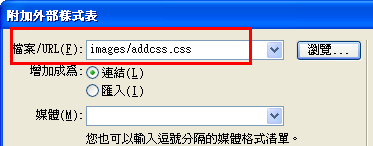 附加外部樣式表
檔案/URL(F): images/addcss.css 瀏覽...
增加成為: 連結(L)
匯入(I)
媒體(M):
您也可以輸入逗號分隔的媒體格式清單。